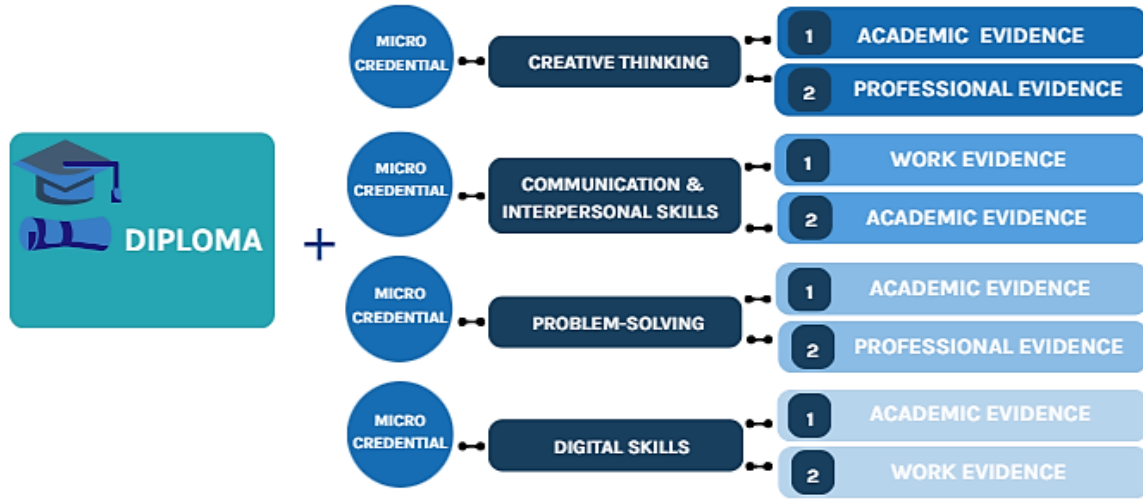 MICRO
CREDENTIAL
CREATIVE THINKING
1 ACADEMIC EVIDENCE
2 PROFESSIONAL EVIDENCE
DIPLOMA
+
MICRO
CREDENTIAL
COMMUNICATION &
INTERPERSONAL SKILLS
1 WORK EVIDENCE
2 ACADEMIC EVIDENCE
MICRO
CREDENTIAL
PROBLEM-SOLVING
1 ACADEMIC EVIDENCE
2 PROFESSIONAL EVIDENCE
MICRO
CREDENTIAL
DIGITAL SKILLS
1 ACADEMIC EVIDENCE
2 WORK EVIDENCE